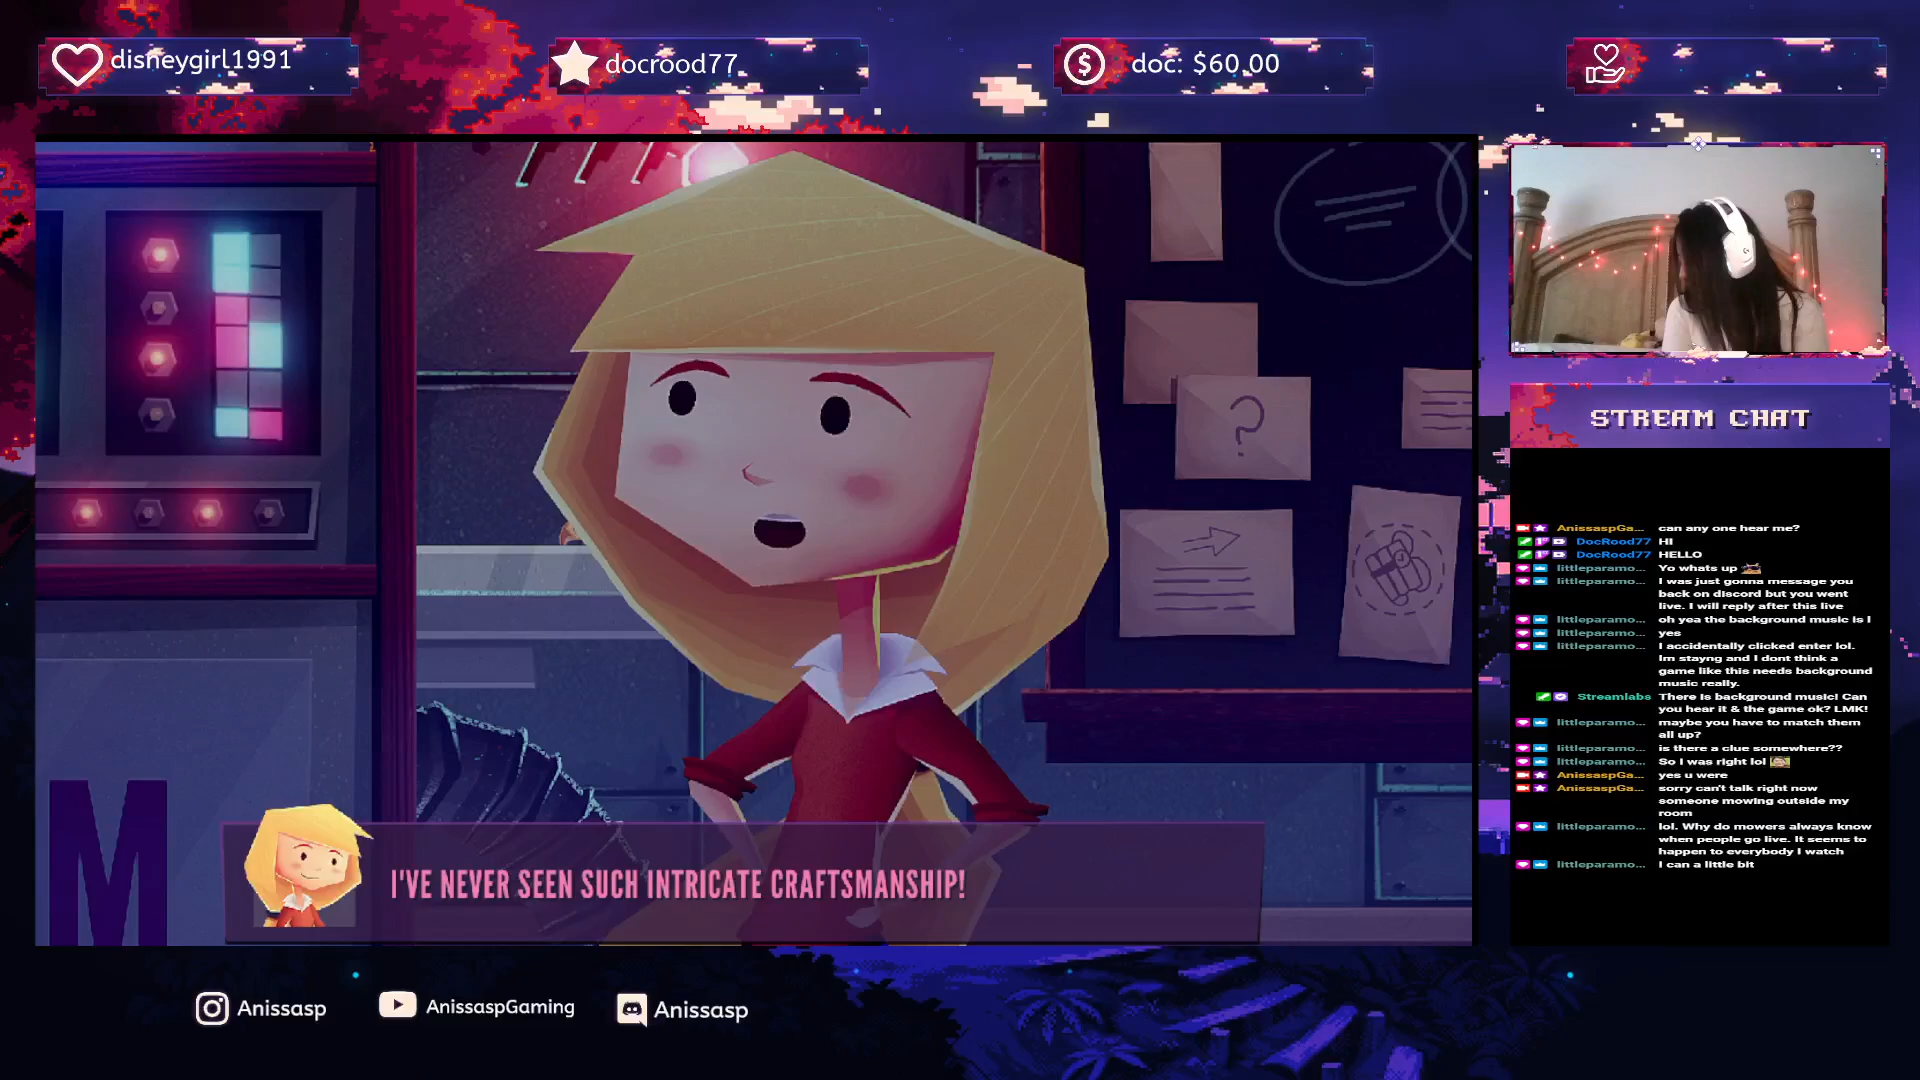 disneygirl1991
docrood77
doc: $60.00
STREAM CHAT
AnissaspGa... can any one hear me?
DocRood77 HI
DocRood77 HELLO
littleparamo... Yo whats up
littleparamo... I was just gonna message you
back on discord but you went
live. I will reply after this live
littleparamo... oh yea the background music is l
littleparamo... yes
littleparamo... I accidentally clicked enter lol.
Im stayng and I dont think a
game like this needs background
music really.
Streamlabs There is background music! Can
you hear it & the game ok? LMK!
littleparamo... maybe you have to match them
all up?
littleparamo... is there a clue somewhere??
littleparamo... So I was right lol
AnissaspGa... yes u were
AnissaspGa... sorry can't talk right now
someone mowing outside my
room
littleparamo... lol. Why do mowers always know
when people go live. It seems to
happen to everybody I watch
littleparamo... I can a little bit
?
M
I'VE NEVER SEEN SUCH INTRICATE CRAFTSMANSHIP!
Anissasp
AnissaspGaming
Anissasp